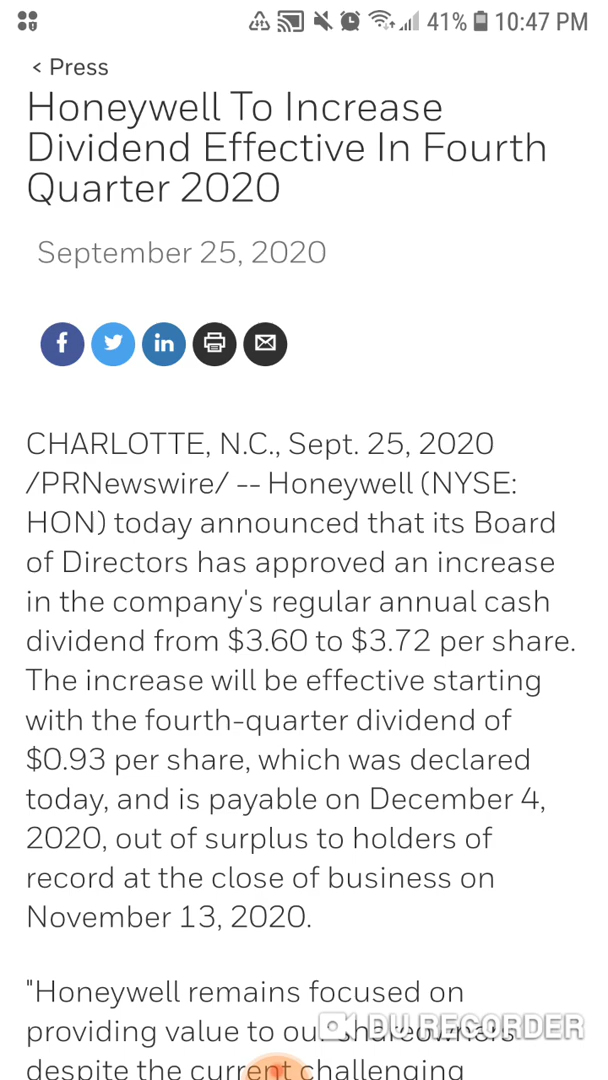 41% 10:47 PM
< Press
Honeywell To Increase
Dividend Effective In Fourth
Quarter 2020
September 25, 2020
CHARLOTTE, N.C., Sept. 25, 2020
/PRNewswire/ -- Honeywell (NYSE:
HON) today announced that its Board
of Directors has approved an increase
in the company's regular annual cash
dividend from $3.60 to $3.72 per share.
The increase will be effective starting
with the fourth-quarter dividend of
$0.93 per share, which was declared
today, and is payable on December 4,
2020, out of surplus to holders of
record at the close of business on
November 13, 2020.
"Honeywell remains focused on
providing value to our shareowners
DU RECORDER
despite the current challenging